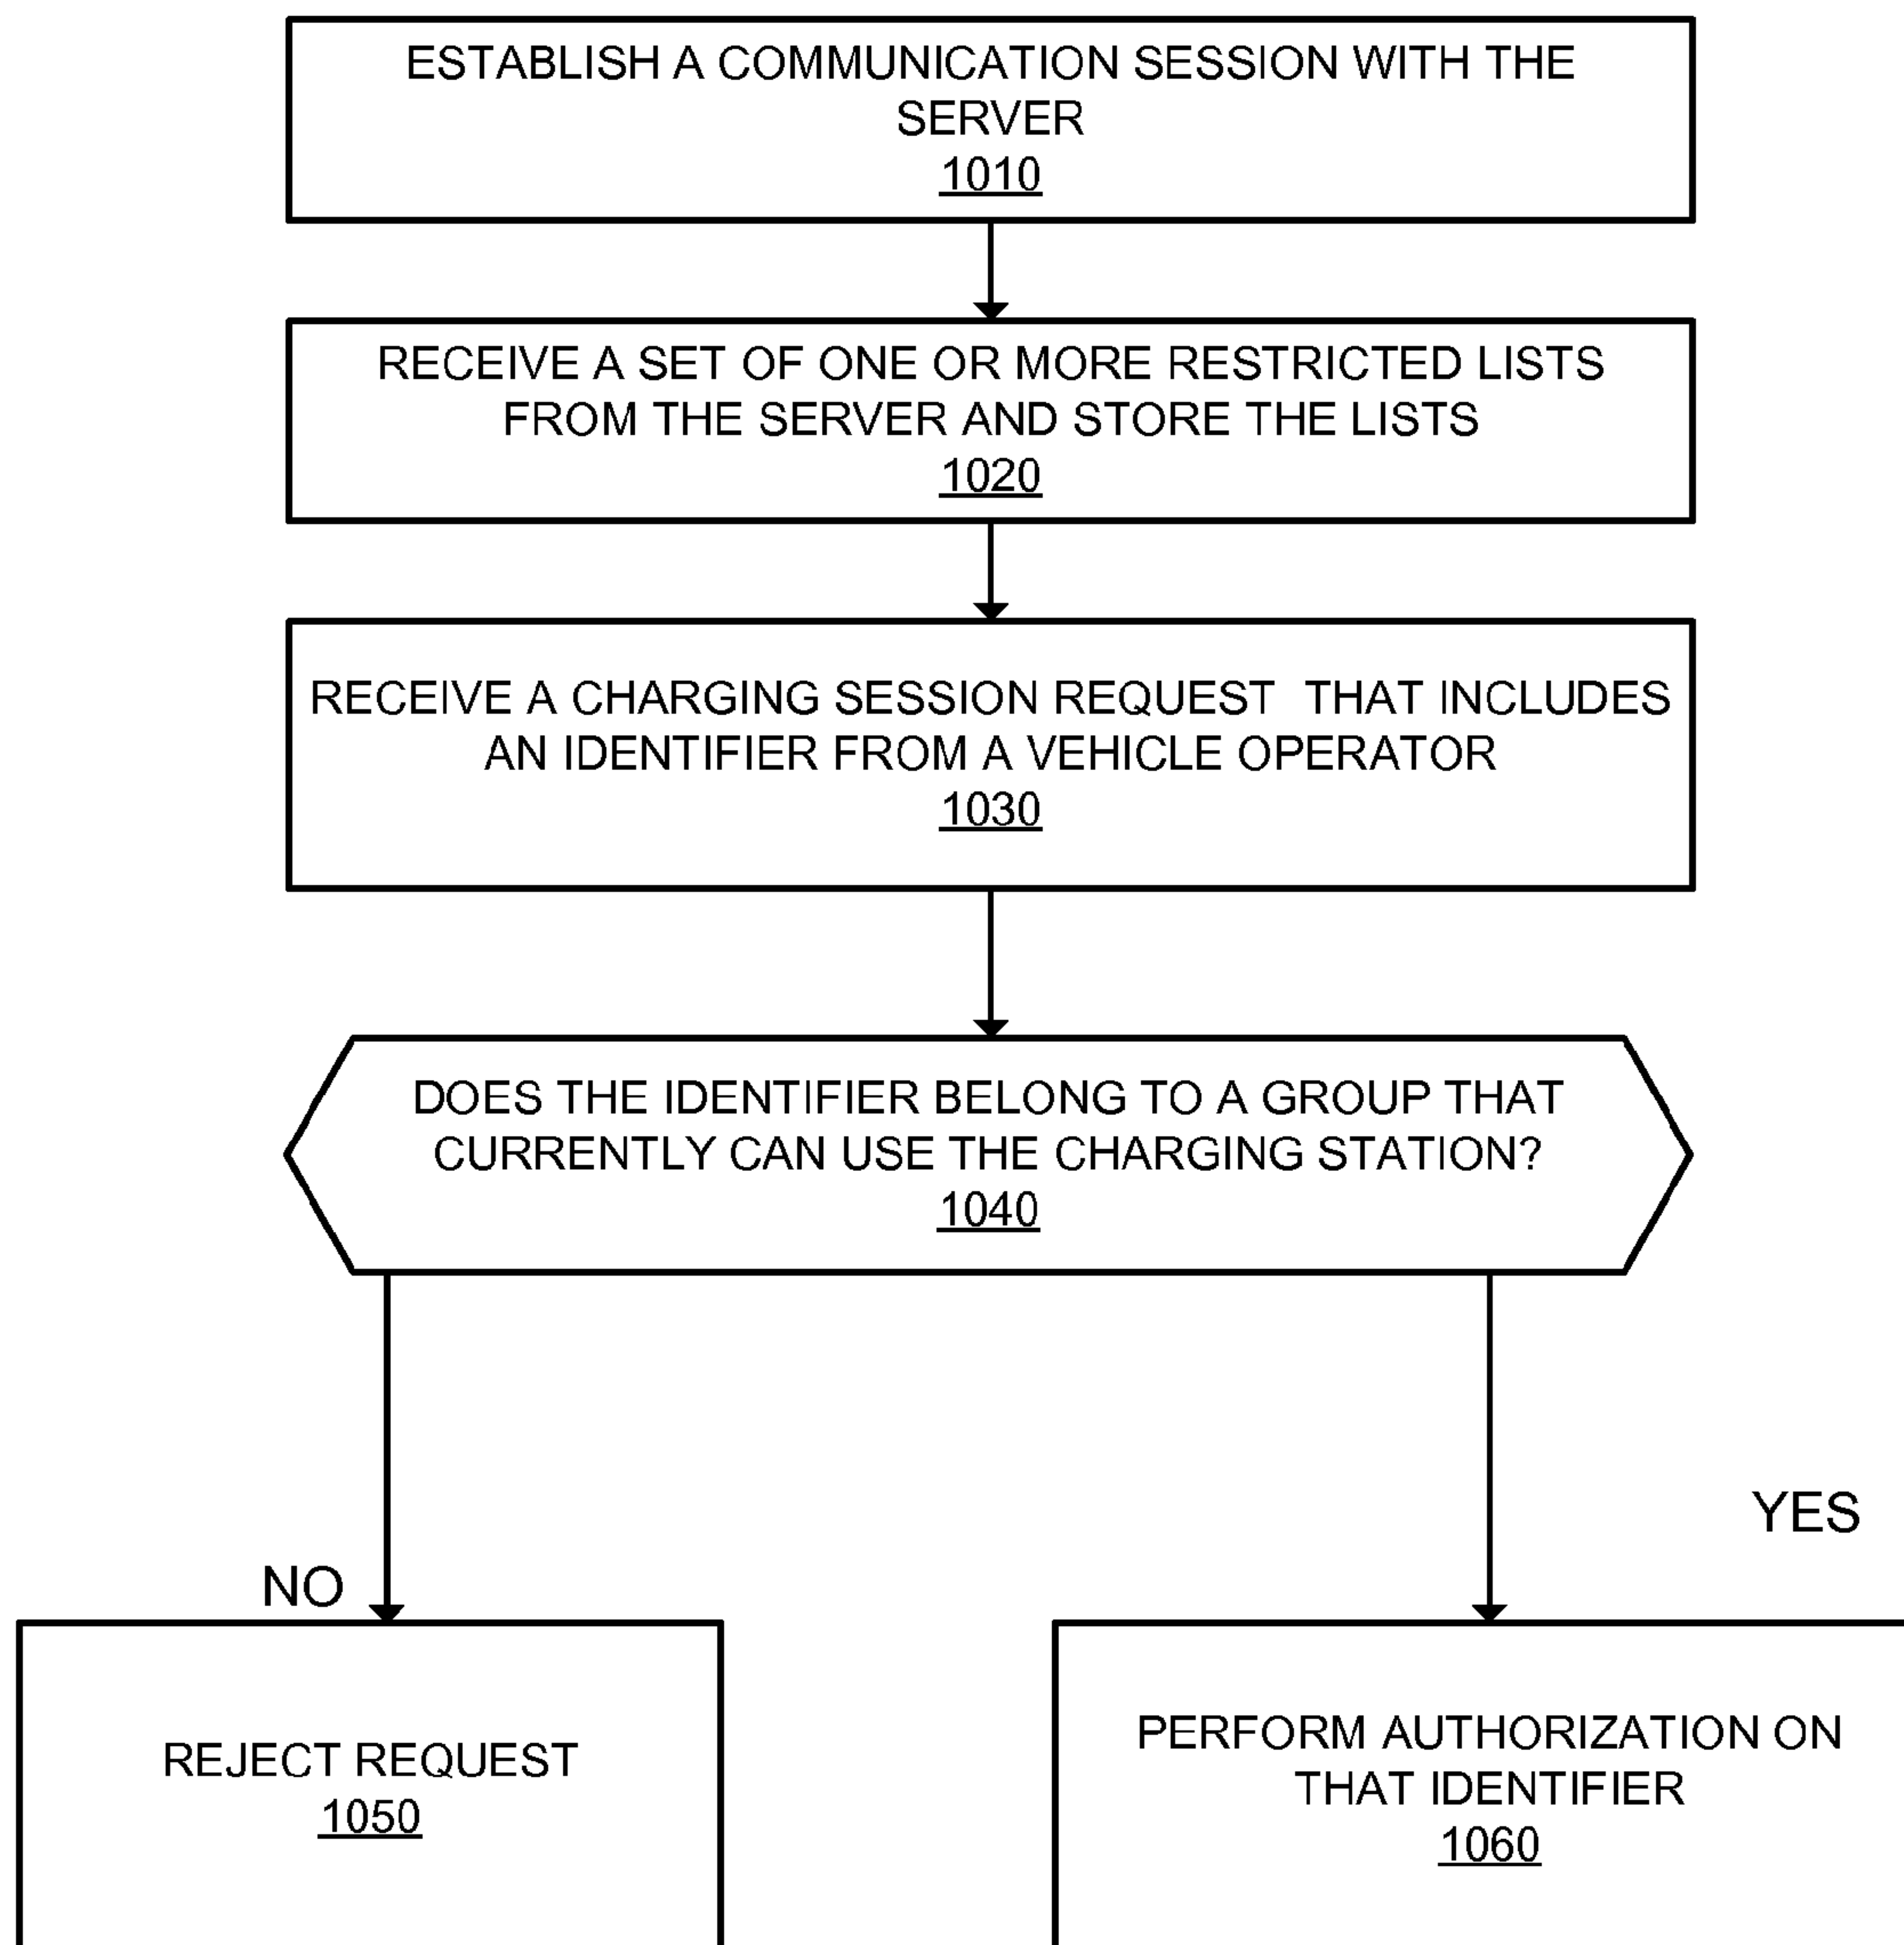 ESTABLISH A COMMUNICATION SESSION WITH THE
SERVER
1010
RECEIVE A SET OF ONE OR MORE RESTRICTED LISTS
FROM THE SERVER AND STORE THE LISTS
1020
RECEIVE A CHARGING SESSION REQUEST THAT INCLUDES
AN IDENTIFIER FROM A VEHICLE OPERATOR
1030
DOES THE IDENTIFIER BELONG TO A GROUP THAT
CURRENTLY CAN USE THE CHARGING STATION?
1040
YES
NO
REJECT REQUEST
1050
PERFORM AUTHORIZATION ON
THAT IDENTIFIER
1060